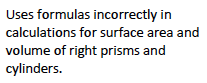 Uses formulas incorrectly in
calculations for surface area and
volume of right prisms and
cylinders.